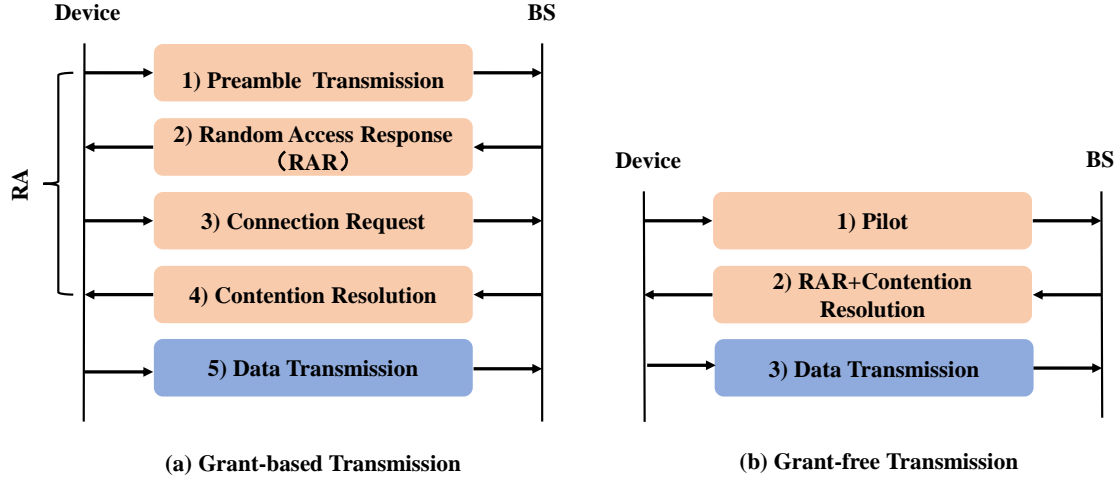 Device
BS
1) Preamble Transmission
2) Random Access Response
（RAR）
3) Connection Request
4) Contention Resolution
5) Data Transmission
RA
(a) Grant-based Transmission
Device
BS
1) Pilot
2) RAR+Contention
Resolution
3) Data Transmission
(b) Grant-free Transmission